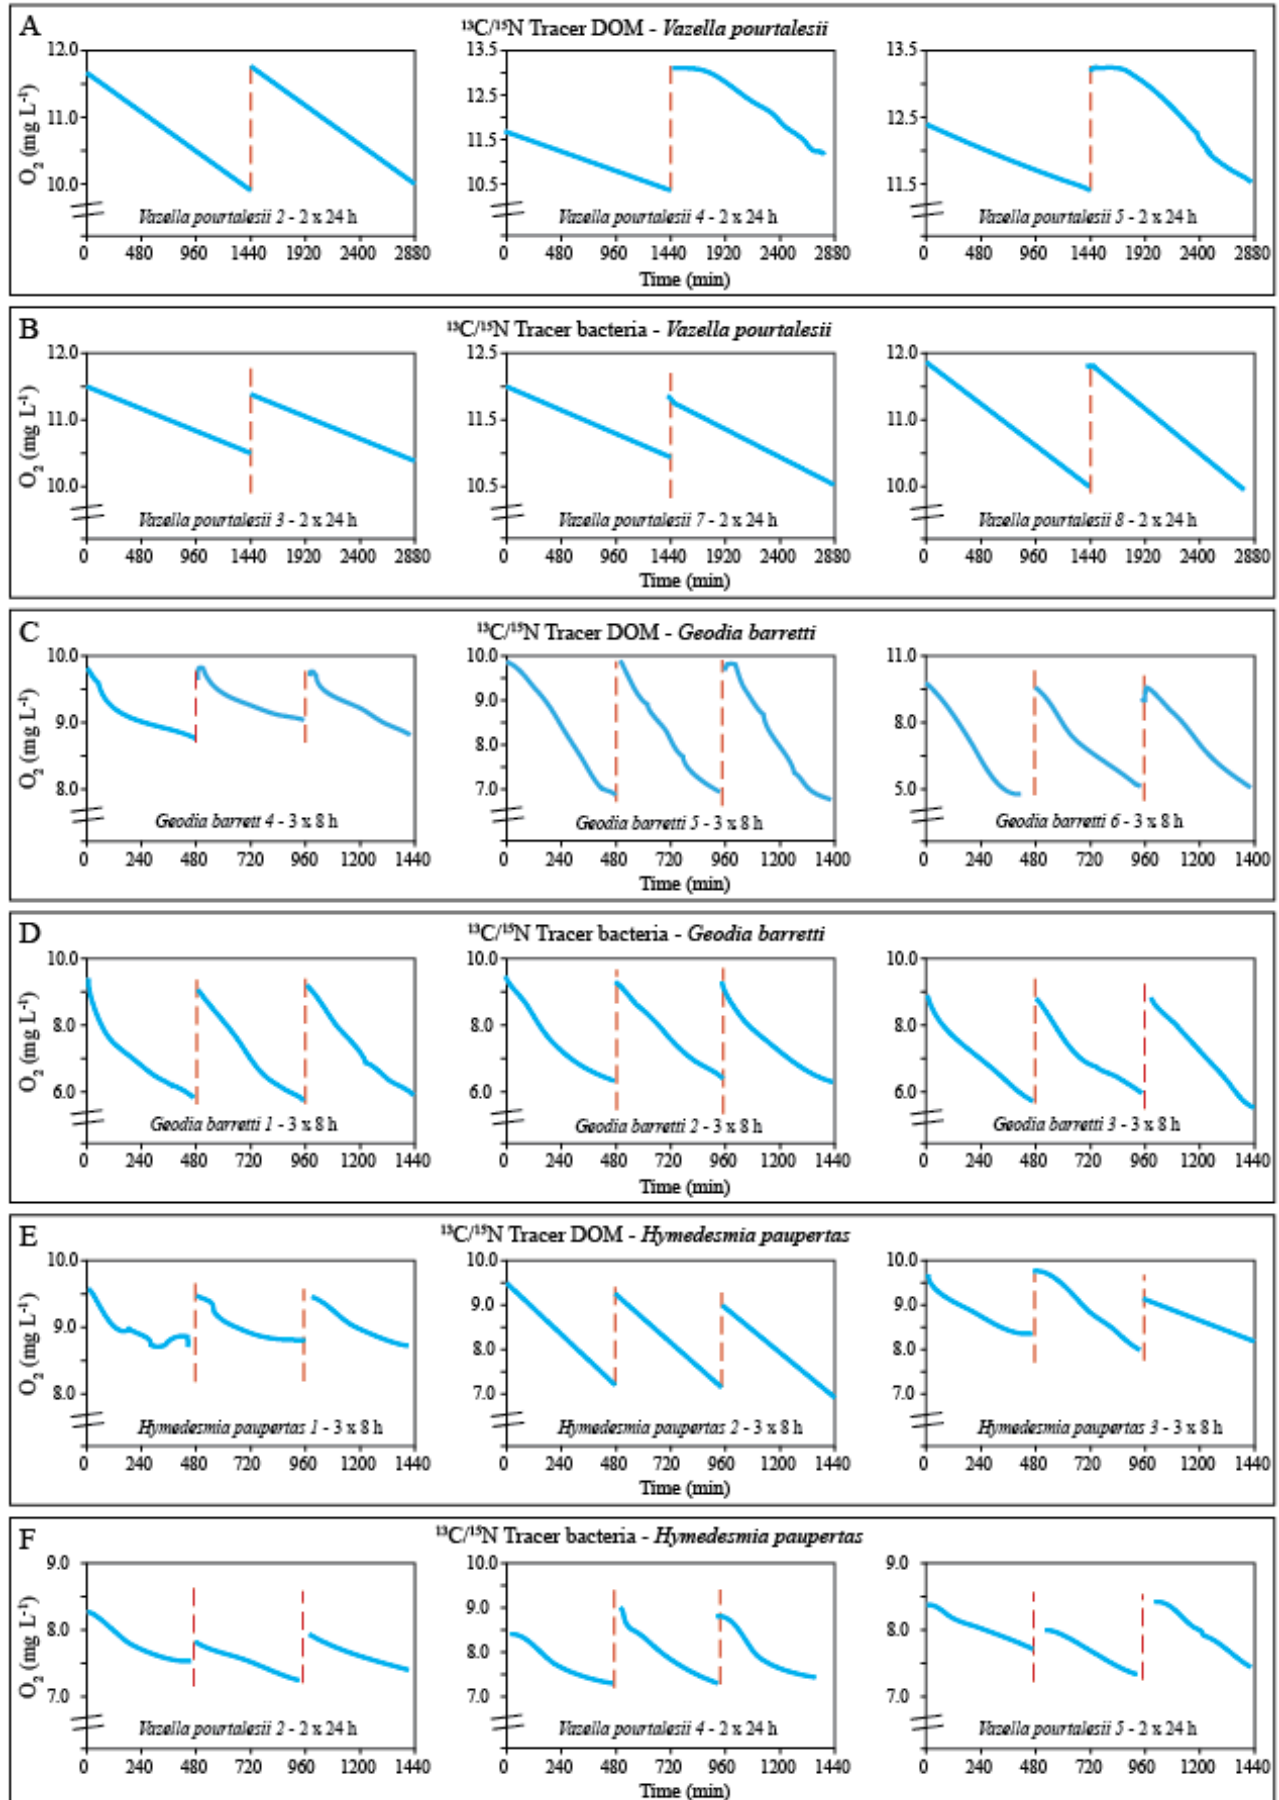 A
¹³C/¹⁵N Tracer DOM - Vazella pourtalesii
12.0 13.5 13.5
12.5
11.0 12.5
11.5
10.0 10.5 11.5
O₂ (mg L⁻¹)
Vazella pourtalesii 2 - 2 x 24 h Vazella pourtalesii 4 - 2 x 24 h Vazella pourtalesii 5 - 2 x 24 h
0 480 960 1440 1920 2400 2880 0 480 960 1440 1920 2400 2880 0 480 960 1440 1920 2400 2880
Time (min)
B
¹³C/¹⁵N Tracer bacteria - Vazella pourtalesii
12.0 12.5 12.0
11.0 11.5 11.0
10.0 10.5 10.0
O₂ (mg L⁻¹)
Vazella pourtalesii 3 - 2 x 24 h Vazella pourtalesii 7 - 2 x 24 h Vazella pourtalesii 8 - 2 x 24 h
0 480 960 1440 1920 2400 2880 0 480 960 1440 1920 2400 2880 0 480 960 1440 1920 2400 2880
Time (min)
C
¹³C/¹⁵N Tracer DOM - Geodia barretti
10.0 10.0 11.0
9.0
9.0 8.0
8.0
8.0 7.0 5.0
O₂ (mg L⁻¹)
Geodia barrett 4 - 3 x 8 h Geodia barretti 5 - 3 x 8 h Geodia barretti 6 - 3 x 8 h
0 240 480 720 960 1200 1440 0 240 480 720 960 1200 1440 0 240 480 720 960 1200 1400
Time (min)
D
¹³C/¹⁵N Tracer bacteria - Geodia barretti
10.0 10.0 10.0
8.0 8.0 8.0
6.0 6.0 6.0
O₂ (mg L⁻¹)
Geodia barretti 1 - 3 x 8 h Geodia barretti 2 - 3 x 8 h Geodia barretti 3 - 3 x 8 h
0 240 480 720 960 1200 1440 0 240 480 720 960 1200 1440 0 240 480 720 960 1200 1440
Time (min)
E
¹³C/¹⁵N Tracer DOM - Hymedesmia paupertas
10.0 10.0 10.0
9.0 9.0
9.0
8.0 8.0
8.0 7.0 7.0
O₂ (mg L⁻¹)
Hymedesmia paupertas 1 - 3 x 8 h Hymedesmia paupertas 2 - 3 x 8 h Hymedesmia paupertas 3 - 3 x 8 h
0 240 480 720 960 1200 1440 0 240 480 720 960 1200 1440 0 240 480 720 960 1200 1440
Time (min)
F
¹³C/¹⁵N Tracer bacteria - Hymedesmia paupertas
9.0 10.0 9.0
9.0
8.0 8.0
8.0
7.0 7.0 7.0
O₂ (mg L⁻¹)
Vazella pourtalesii 2 - 2 x 24 h Vazella pourtalesii 4 - 2 x 24 h Vazella pourtalesii 5 - 2 x 24 h
0 240 480 720 960 1200 1440 0 240 480 720 960 1200 1440 0 240 480 720 960 1200 1440
Time (min)